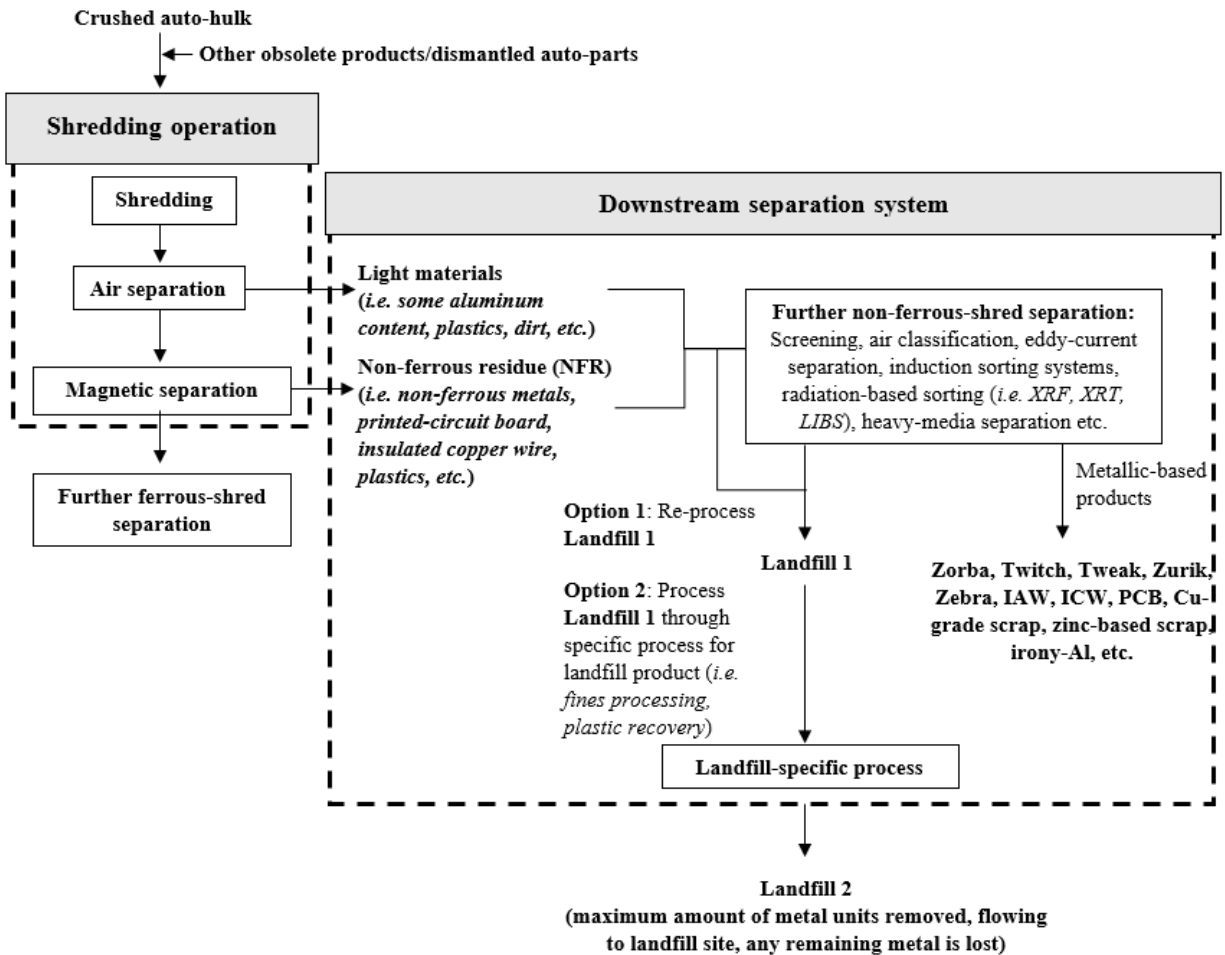 Crushed auto-hulk
Other obsolete products/dismantled auto-parts
Shredding operation
Shredding
Air separation
Magnetic separation
Further ferrous-shred
separation
Downstream separation system
Light materials
(i.e. some aluminum
content, plastics, dirt, etc.)
Non-ferrous residue (NFR)
(i.e. non-ferrous metals,
printed-circuit board,
insulated copper wire,
plastics, etc.)
Further non-ferrous-shred separation:
Screening, air classification, eddy-current
separation, induction sorting systems,
radiation-based sorting (i.e. XRF, XRT,
LIBS), heavy-media separation etc.
Metallic-based
products
Option 1: Re-process
Landfill 1
Landfill 1
Option 2: Process
Landfill 1 through
specific process for
landfill product (i.e.
fines processing,
plastic recovery)
Zorba, Twitch, Tweak, Zurik,
Zebra, IAW, ICW, PCB, Cu-
grade scrap, zinc-based scrap,
irony-Al, etc.
Landfill-specific process
Landfill 2
(maximum amount of metal units removed, flowing
to landfill site, any remaining metal is lost)